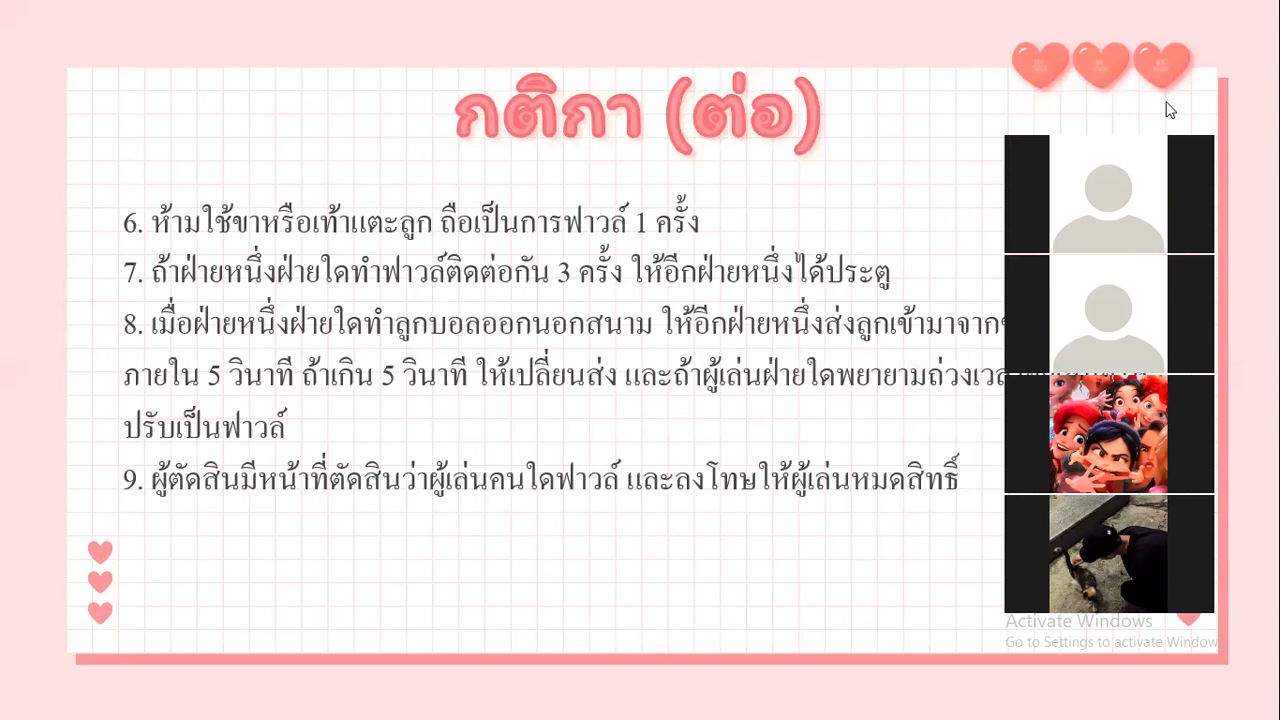 กติกา (ต่อ)
6. ห้ามใช้ขาหรือเท้าแตะลูก ถือเป็นการฟาวล์ 1 ครั้ง
7. ถ้าฝ่ายหนึ่งฝ่ายใดทำฟาวล์ติดต่อกัน 3 ครั้ง ให้อีกฝ่ายหนึ่งได้ประตู
8. เมื่อฝ่ายหนึ่งฝ่ายใดทำลูกบอลออกนอกสนาม ให้อีกฝ่ายหนึ่งส่งลูกเข้ามาจาก
ภายใน 5 วินาที ถ้าเกิน 5 วินาที ให้เปลี่ยนส่ง และถ้าผู้เล่นฝ่ายใดพยายามถ่วง
ปรับเป็นฟาวล์
9. ผู้ตัดสินมีหน้าที่ตัดสินว่าผู้เล่นคนใดฟาวล์ และลงโทษให้ผู้เล่นหมดสิทธิ์
Activate Windows
Go to Settings to activate Windows